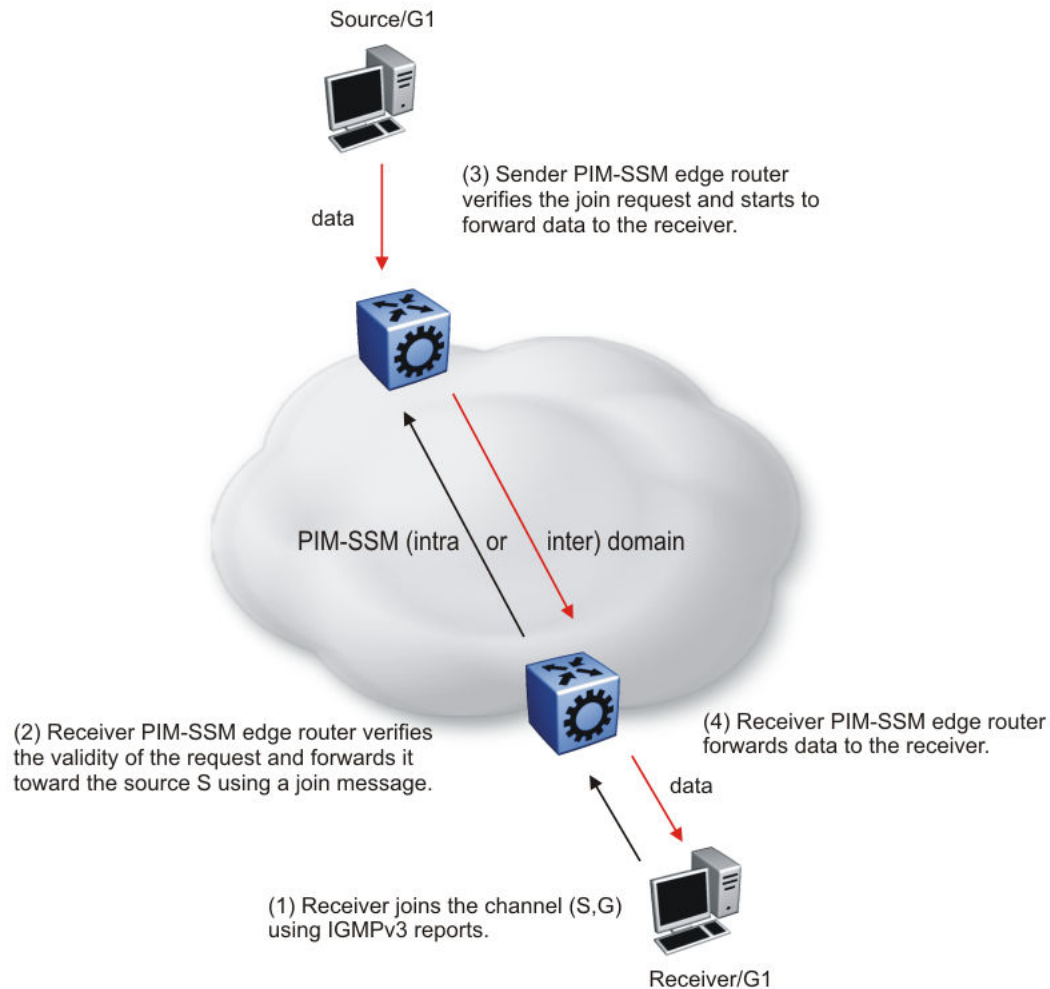 Source/G1
(3) Sender PIM-SSM edge router
verifies the join request and starts to
forward data to the receiver.
data
PIM-SSM (intra or inter) domain
(2) Receiver PIM-SSM edge router verifies
the validity of the request and forwards it
toward the source S using a join message.
(4) Receiver PIM-SSM edge router
forwards data to the receiver.
data
(1) Receiver joins the channel (S,G)
using IGMPv3 reports.
Receiver/G1